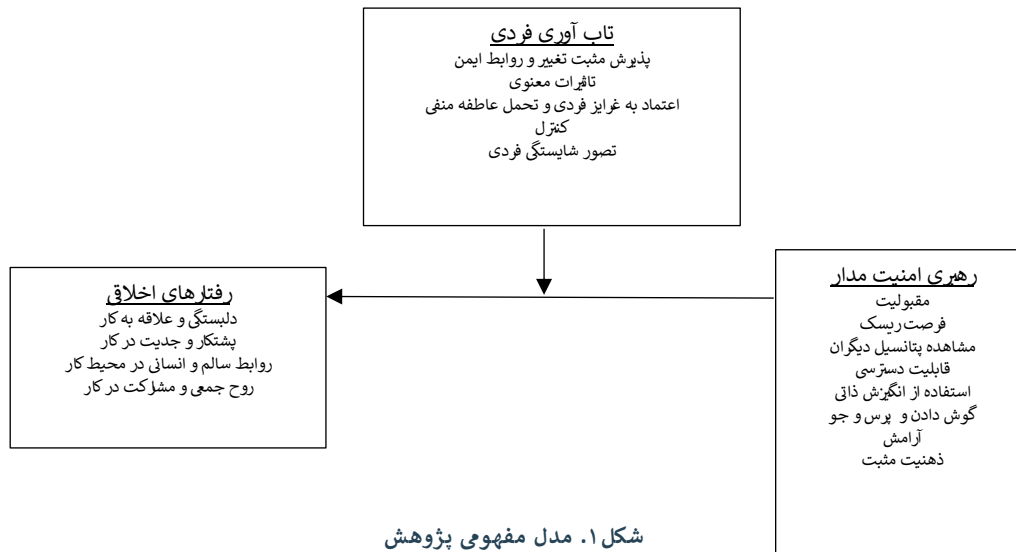 تاب آوری فردی
پذیرش مثبت تغییر و روابط ایمن
تاثیرات معنوی
اعتماد به غرایز فردی و تحمل عاطفه منفی
کنترل
تصور شایستگی فردی
رهبری امنیت مدار
مقبولیت
فرصت ریسک
مشاهده پتانسیل دیگران
قابلیت دسترسی
استفاده از انگیزش ذاتی
گوش دادن و پرس و جو
آرامش
ذهنیت مثبت
رفتارهای اخلاقی
دلبستگی و علاقه به کار
پشتکار و جدیت در کار
روابط سالم و انسانی در محیط کار
روح جمعی و مشارکت در کار
شکل۱. مدل مفهومی پژوهش